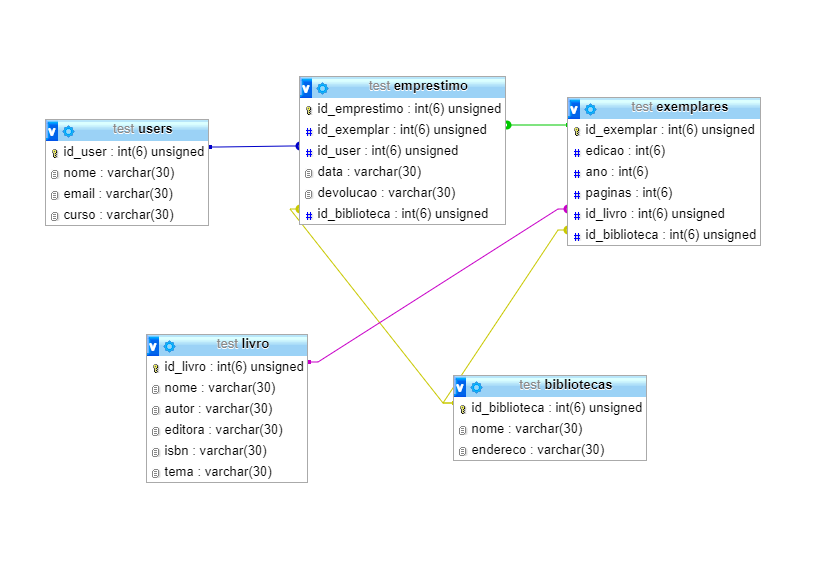 test users
id_user : int(6) unsigned
nome : varchar(30)
email : varchar(30)
curso : varchar(30)
test emprestimo
id_emprestimo : int(6) unsigned
id_exemplar : int(6) unsigned
id_user : int(6) unsigned
data : varchar(30)
devolucao : varchar(30)
id_biblioteca : int(6) unsigned
test exemplares
id_exemplar : int(6) unsigned
edicao : int(6)
ano : int(6)
paginas : int(6)
id_livro : int(6) unsigned
id_biblioteca : int(6) unsigned
test livro
id_livro : int(6) unsigned
nome : varchar(30)
autor : varchar(30)
editora : varchar(30)
isbn : varchar(30)
tema : varchar(30)
test bibliotecas
id_biblioteca : int(6) unsigned
nome : varchar(30)
endereco : varchar(30)